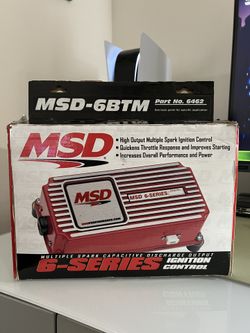 MSD-6BTM Part No. 6462
MSD
• High Output Multiple Spark Ignition Control
• Quickens Throttle Response and Improves Starting
• Increases Overall Performance and Power
MSD
MSD 6-SERIES
MULTIPLE SPARK CAPACITIVE DISCHARGE OUTPUT
6-SERIES IGNITION
CONTROL